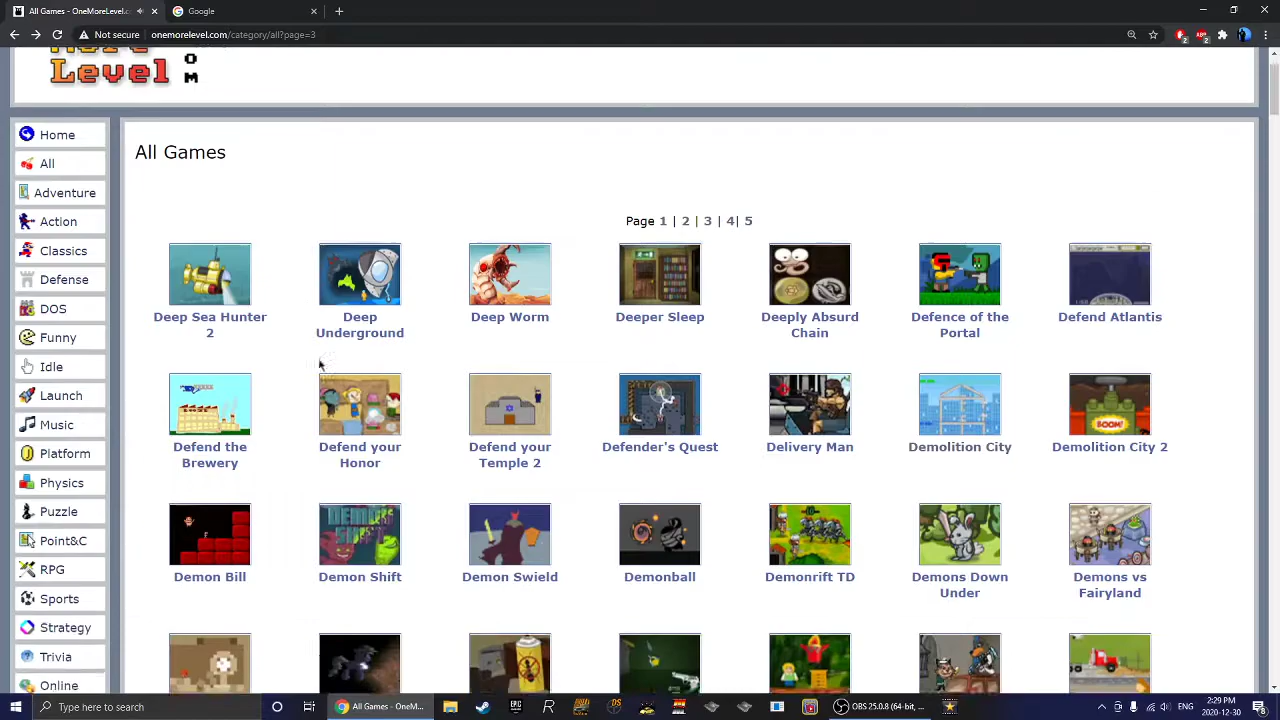 All Games - OneMoreLevel.c
Google
Not secure
onemorelevel.com/category/all?page=3
More
Level
O
M
Home
All
Adventure
Action
Classics
Defense
DOS
Funny
Idle
Launch
Music
Platform
Physics
Puzzle
Point&C
RPG
Sports
Strategy
Trivia
Online
All Games
Page 1 | 2 | 3 | 4| 5
Deep Sea Hunter
2
Deep
Underground
Deep Worm
Deeper Sleep
Deeply Absurd
Chain
Defence of the
Portal
Defend Atlantis
Defend the
Brewery
Defend your
Honor
Defend your
Temple 2
Defender's Quest
Delivery Man
Demolition City
BOOM!
Demolition City 2
Demon Bill
DEMON
SHIFT
Demon Shift
Demon Swield
Demonball
Demonrift TD
Demons Down
Under
Demons vs
Fairyland
Type here to search
All Games - OneM...
OBS 25.0.8 (64-bit, ...
ENG
2:29 PM
2020-12-30